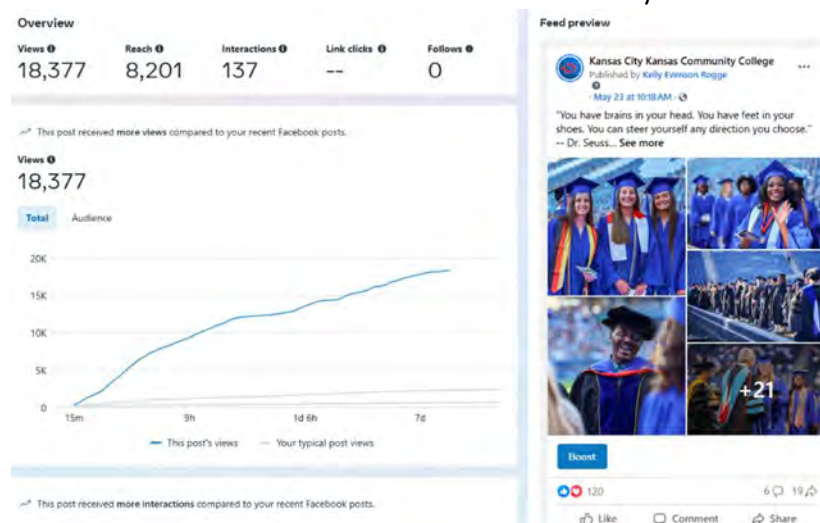 Overview
Views Reach Interactions Link clicks Follows
18,377 8,201 137 -- 0
This post received more views compared to your recent Facebook posts.
Views
18,377
Total Audience
20K
15K
10K
5K
0
15m 9h 1d 6h 7d
This post's views Your typical post views
This post received more interactions compared to your recent Facebook posts.
Feed preview
Kansas City Kansas Community College
Published by Kelly Evenson Rogge
· May 23 at 10:18 AM ·
"You have brains in your head. You have feet in your
shoes. You can steer yourself any direction you choose."
-- Dr. Seuss... See more
+21
Boost
120 6 19
Like Comment Share